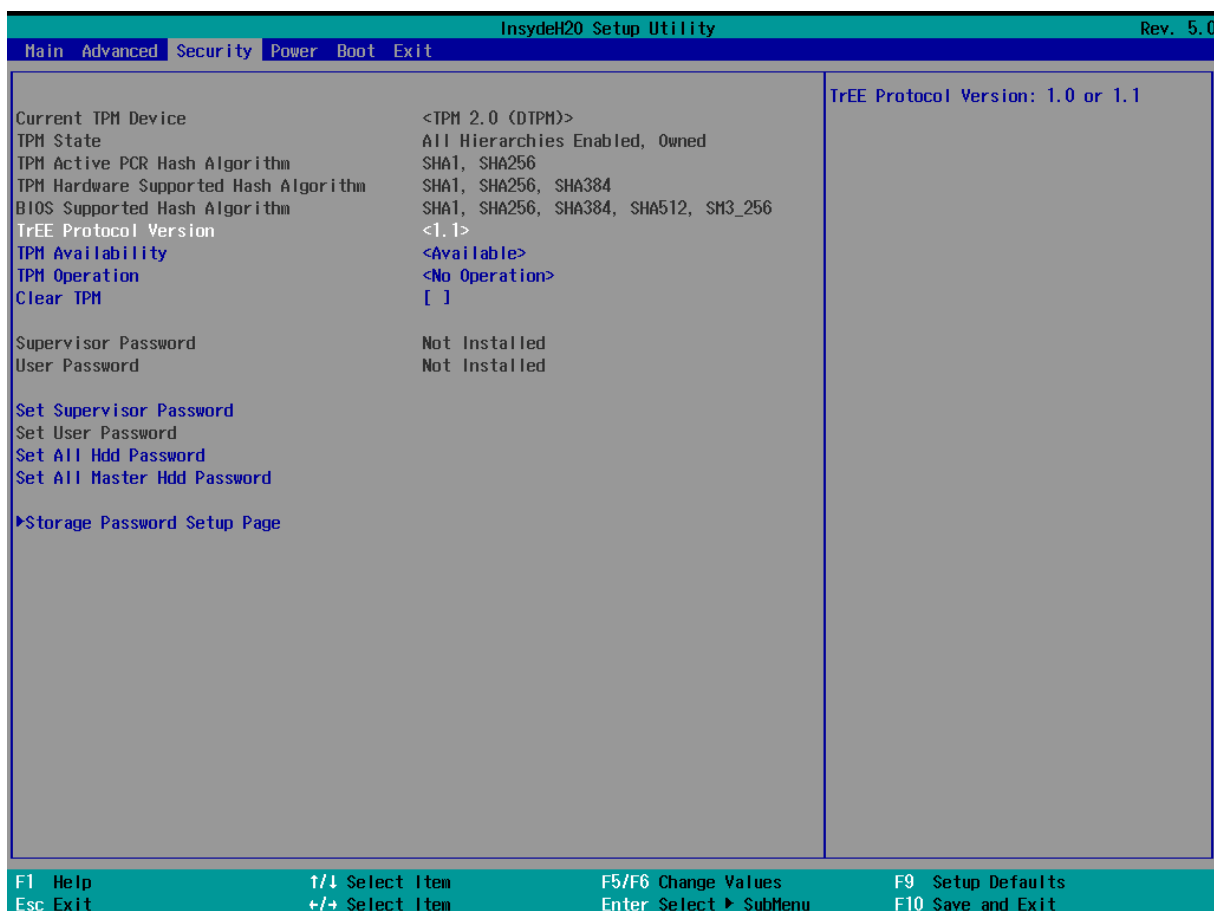 InsydeH20 Setup Utility Rev. 5.0
Main Advanced Security Power Boot Exit
TrEE Protocol Version: 1.0 or 1.1
Current TPM Device <TPM 2.0 (DTPM)>
TPM State All Hierarchies Enabled, Owned
TPM Active PCR Hash Algorithm SHA1, SHA256
TPM Hardware Supported Hash Algorithm SHA1, SHA256, SHA384
BIOS Supported Hash Algorithm SHA1, SHA256, SHA384, SHA512, SM3_256
TrEE Protocol Version <1.1>
TPM Availability <Available>
TPM Operation <No Operation>
Clear TPM [ ]
Supervisor Password Not Installed
User Password Not Installed
Set Supervisor Password
Set User Password
Set All Hdd Password
Set All Master Hdd Password
▶Storage Password Setup Page
F1 Help ↑/↓ Select Item F5/F6 Change Values F9 Setup Defaults
Esc Exit ←/→ Select Item Enter Select ▶ SubMenu F10 Save and Exit